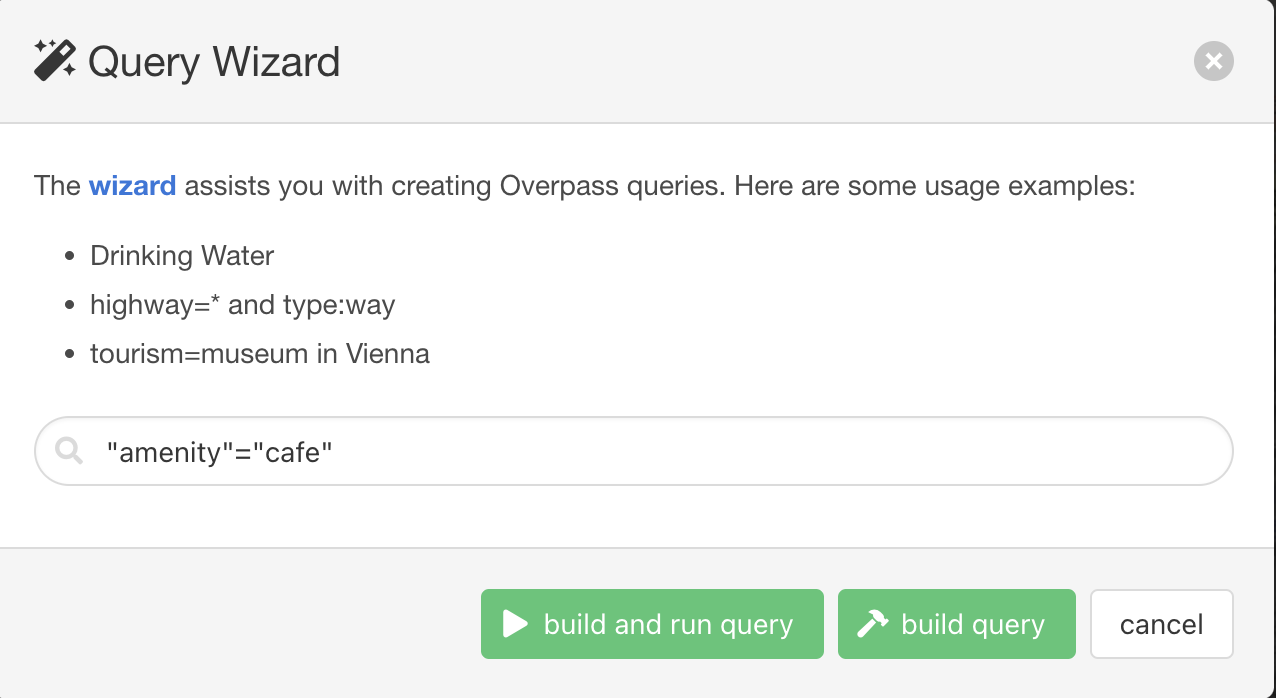 Query Wizard
The wizard assists you with creating Overpass queries. Here are some usage examples:
• Drinking Water
• highway=* and type:way
• tourism=museum in Vienna
"amenity"="cafe"
build and run query build query cancel